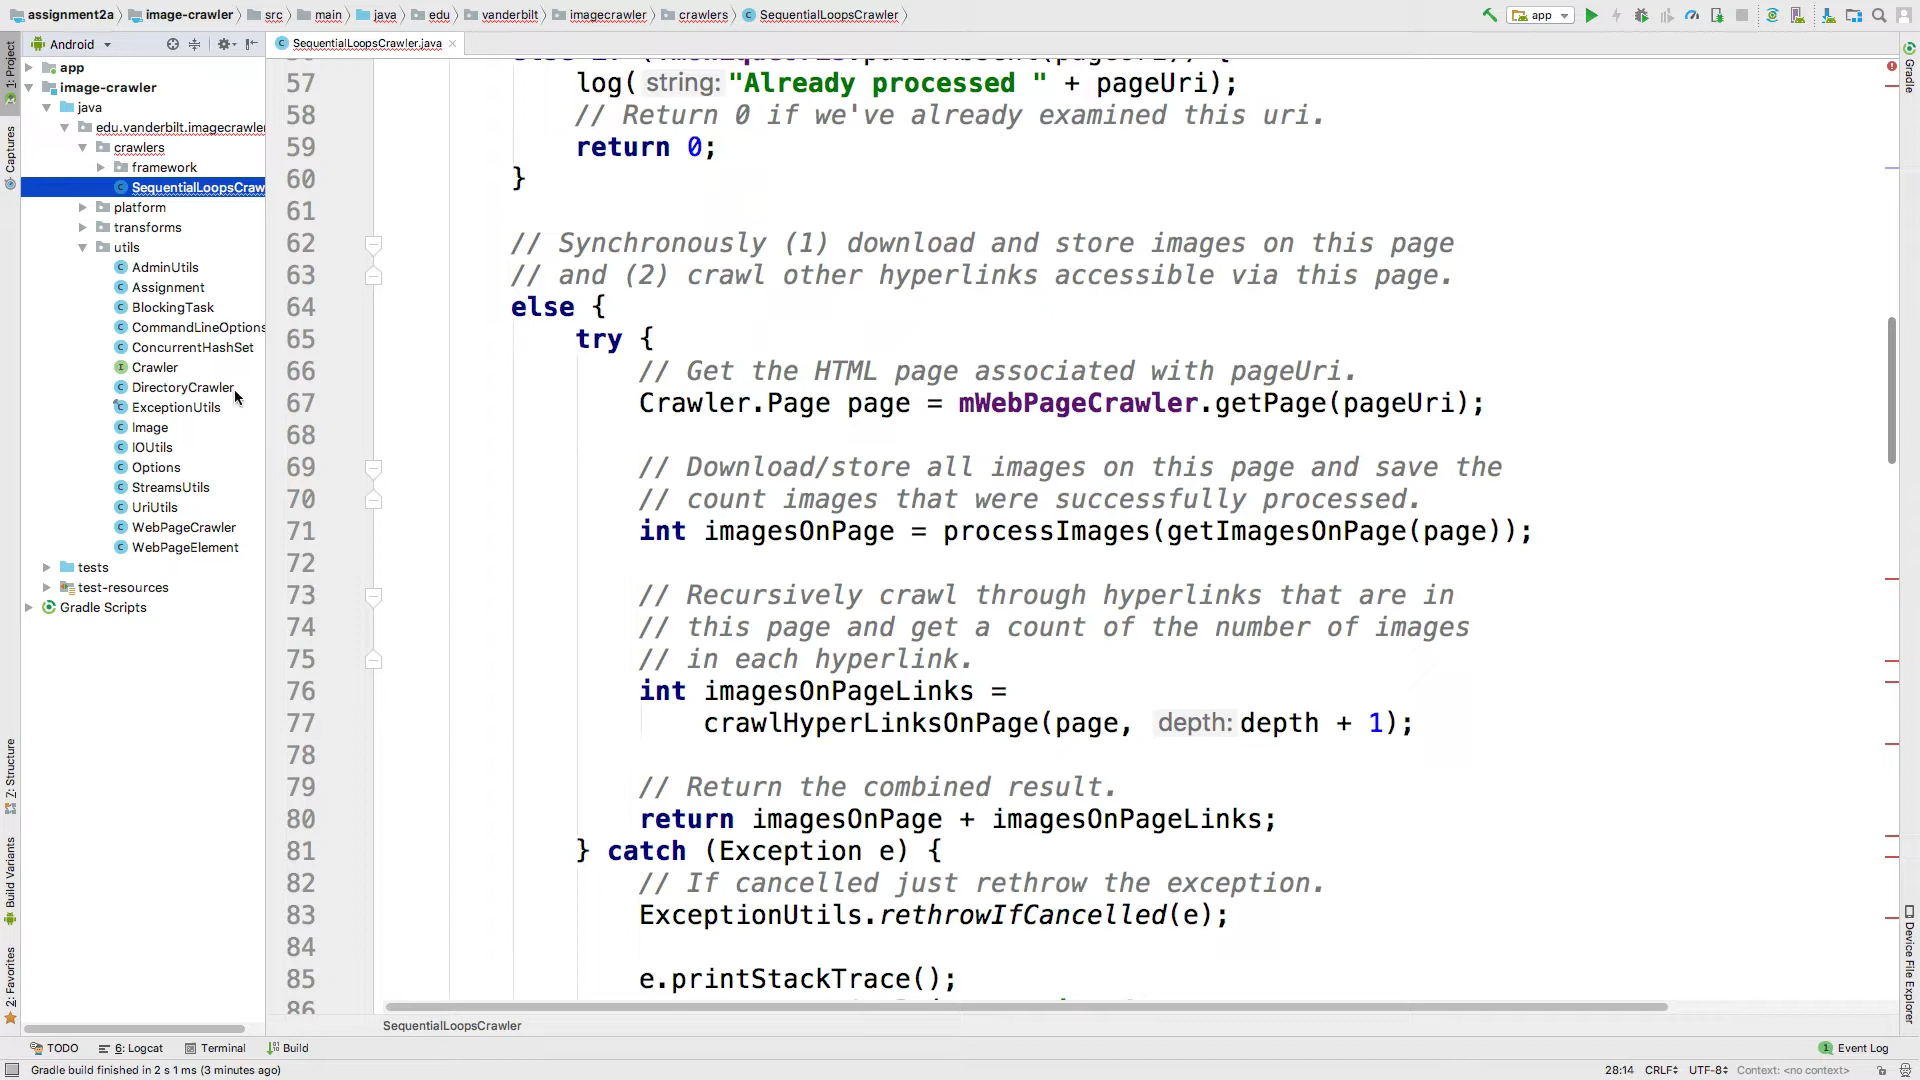 assignment2a image-crawler src main java edu vanderbilt imagecrawler crawlers SequentialLoopsCrawler
app
Android
SequentialLoopsCrawler.java
1: Project
Captures
7: Structure
Build Variants
2: Favorites
Gradle
Device File Explorer
app
image-crawler
java
edu.vanderbilt.imagecrawler
crawlers
framework
SequentialLoopsCraw
platform
transforms
utils
AdminUtils
Assignment
BlockingTask
CommandLineOptions
ConcurrentHashSet
Crawler
DirectoryCrawler
ExceptionUtils
Image
IOUtils
Options
StreamsUtils
UriUtils
WebPageCrawler
WebPageElement
tests
test-resources
Gradle Scripts
57 log( string: "Already processed " + pageUri);
58 // Return 0 if we've already examined this uri.
59 return 0;
60 }
61
62 // Synchronously (1) download and store images on this page
63 // and (2) crawl other hyperlinks accessible via this page.
64 else {
65 try {
66 // Get the HTML page associated with pageUri.
67 Crawler.Page page = mWebPageCrawler.getPage(pageUri);
68
69 // Download/store all images on this page and save the
70 // count images that were successfully processed.
71 int imagesOnPage = processImages(getImagesOnPage(page));
72
73 // Recursively crawl through hyperlinks that are in
74 // this page and get a count of the number of images
75 // in each hyperlink.
76 int imagesOnPageLinks =
77 crawlHyperLinksOnPage(page, depth: depth + 1);
78
79 // Return the combined result.
80 return imagesOnPage + imagesOnPageLinks;
81 } catch (Exception e) {
82 // If cancelled just rethrow the exception.
83 ExceptionUtils.rethrowIfCancelled(e);
84
85 e.printStackTrace();
86
SequentialLoopsCrawler
TODO 6: Logcat Terminal Build 1 Event Log
Gradle build finished in 2 s 1 ms (3 minutes ago) 28:14 CRLF UTF-8 Context: <no context>